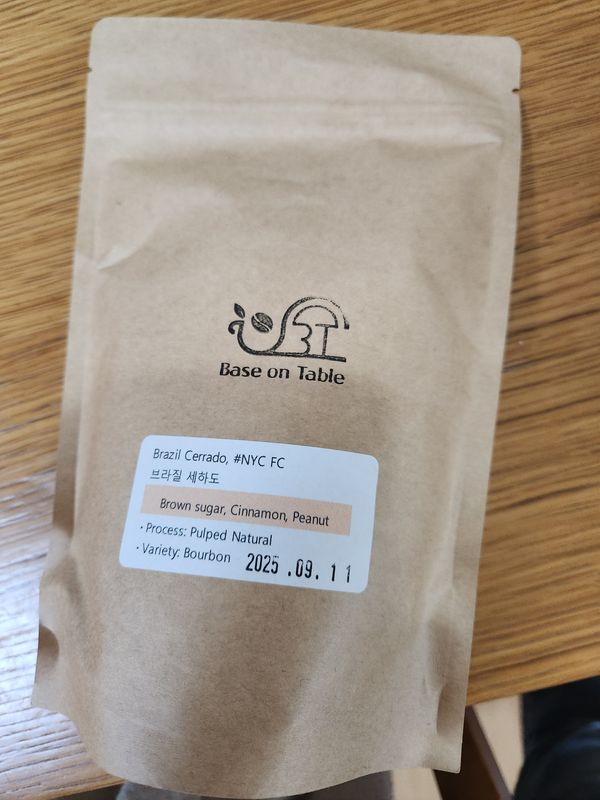 BT
Base on Table
Brazil Cerrado, #NYC FC
브라질 세하도
Brown sugar, Cinnamon, Peanut
· Process: Pulped Natural
· Variety: Bourbon 2025.09.11